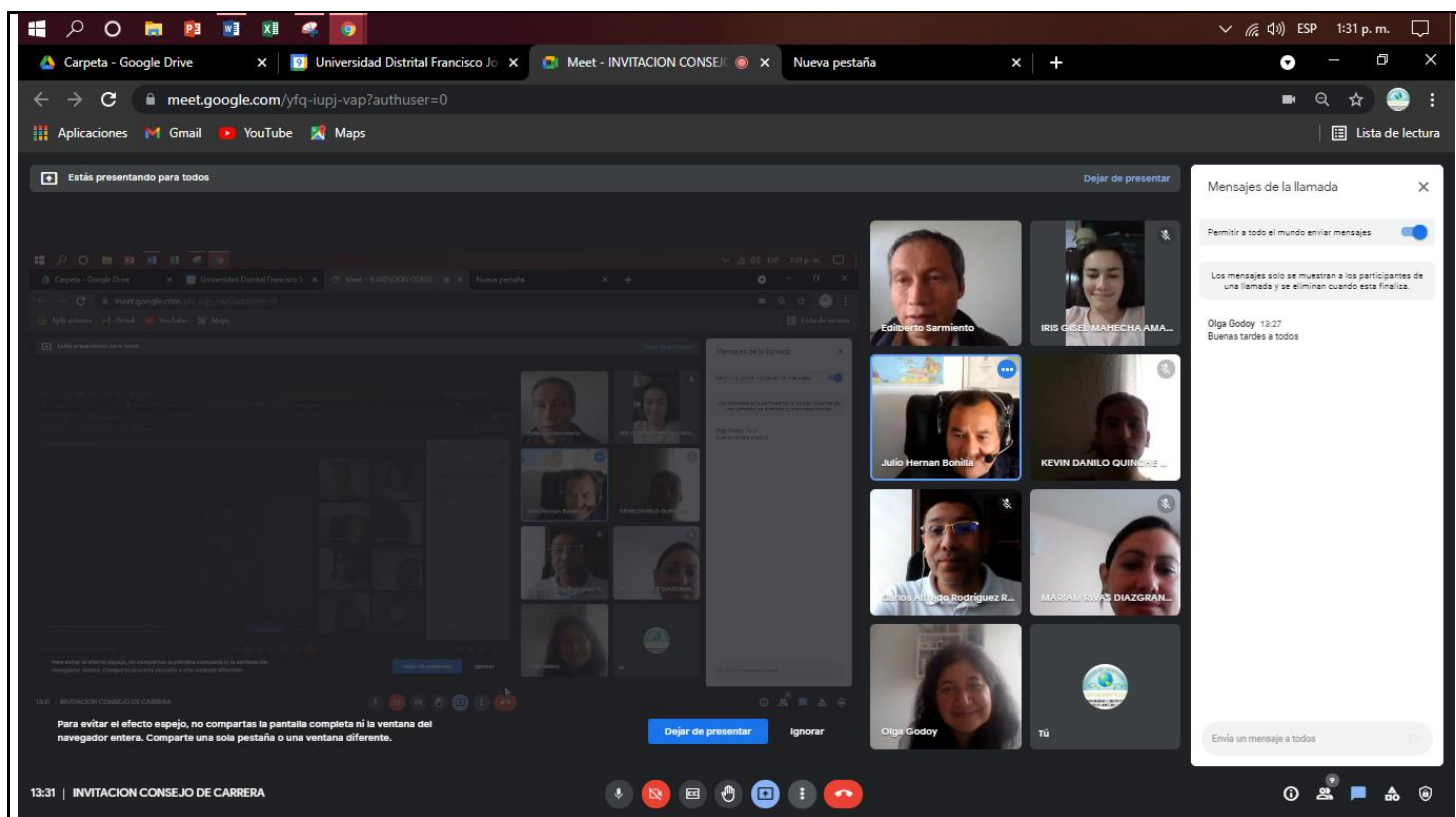 ESP 1:31 p. m.
Carpeta - Google Drive
Universidad Distrital Francisco Jo
Meet - INVITACION CONSEJ
Nueva pestaña
meet.google.com/yfq-iupj-vap?authuser=0
Aplicaciones Gmail YouTube Maps
Lista de lectura
Estás presentando para todos
Dejar de presentar
Edilberto Sarmiento
IRIS GISEL MAHECHA AMA...
Julio Hernan Bonilla
KEVIN DANILO QUINCHE ...
Carlos Alfredo Rodríguez R...
MARIAM RIVAS DIAZGRAN...
Olga Godoy
Tú
Para evitar el efecto espejo, no compartas la pantalla completa ni la ventana del
navegador entera. Comparte una sola pestaña o una ventana diferente.
Dejar de presentar
Ignorar
13:31 | INVITACION CONSEJO DE CARRERA
9
Mensajes de la llamada
Permitir a todo el mundo enviar mensajes
Los mensajes solo se muestran a los participantes de
una llamada y se eliminan cuando esta finaliza.
Olga Godoy 13:27
Buenas tardes a todos
Envía un mensaje a todos